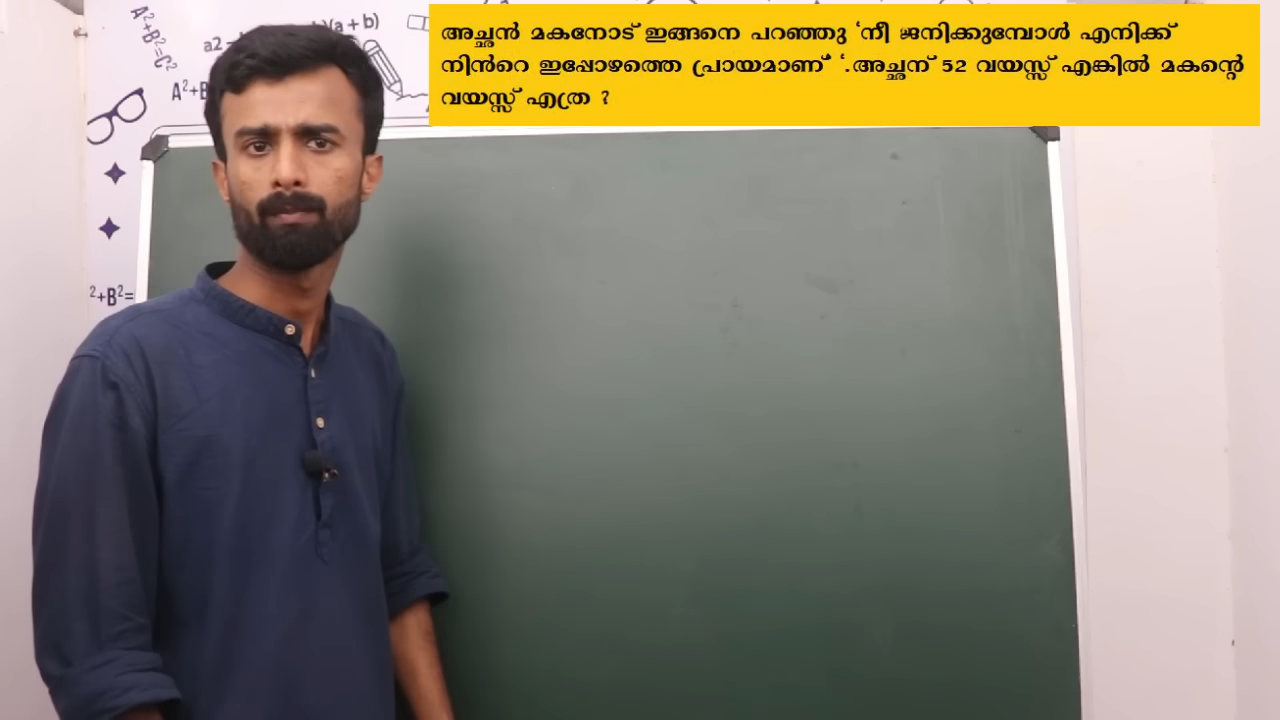 അച്ഛൻ മകനോട് ഇങ്ങനെ പറഞ്ഞു ‘നീ ജനിക്കുമ്പോൾ എനിക്ക്
നിൻറെ ഇപ്പോഴത്തെ പ്രായമാണ്’ ‘.അച്ഛന് 52 വയസ്സ് എങ്കിൽ മകന്റെ
വയസ്സ് എത്ര ?
A²+B²=C²
a2-
)(a+b)
A²+B
²+B²=